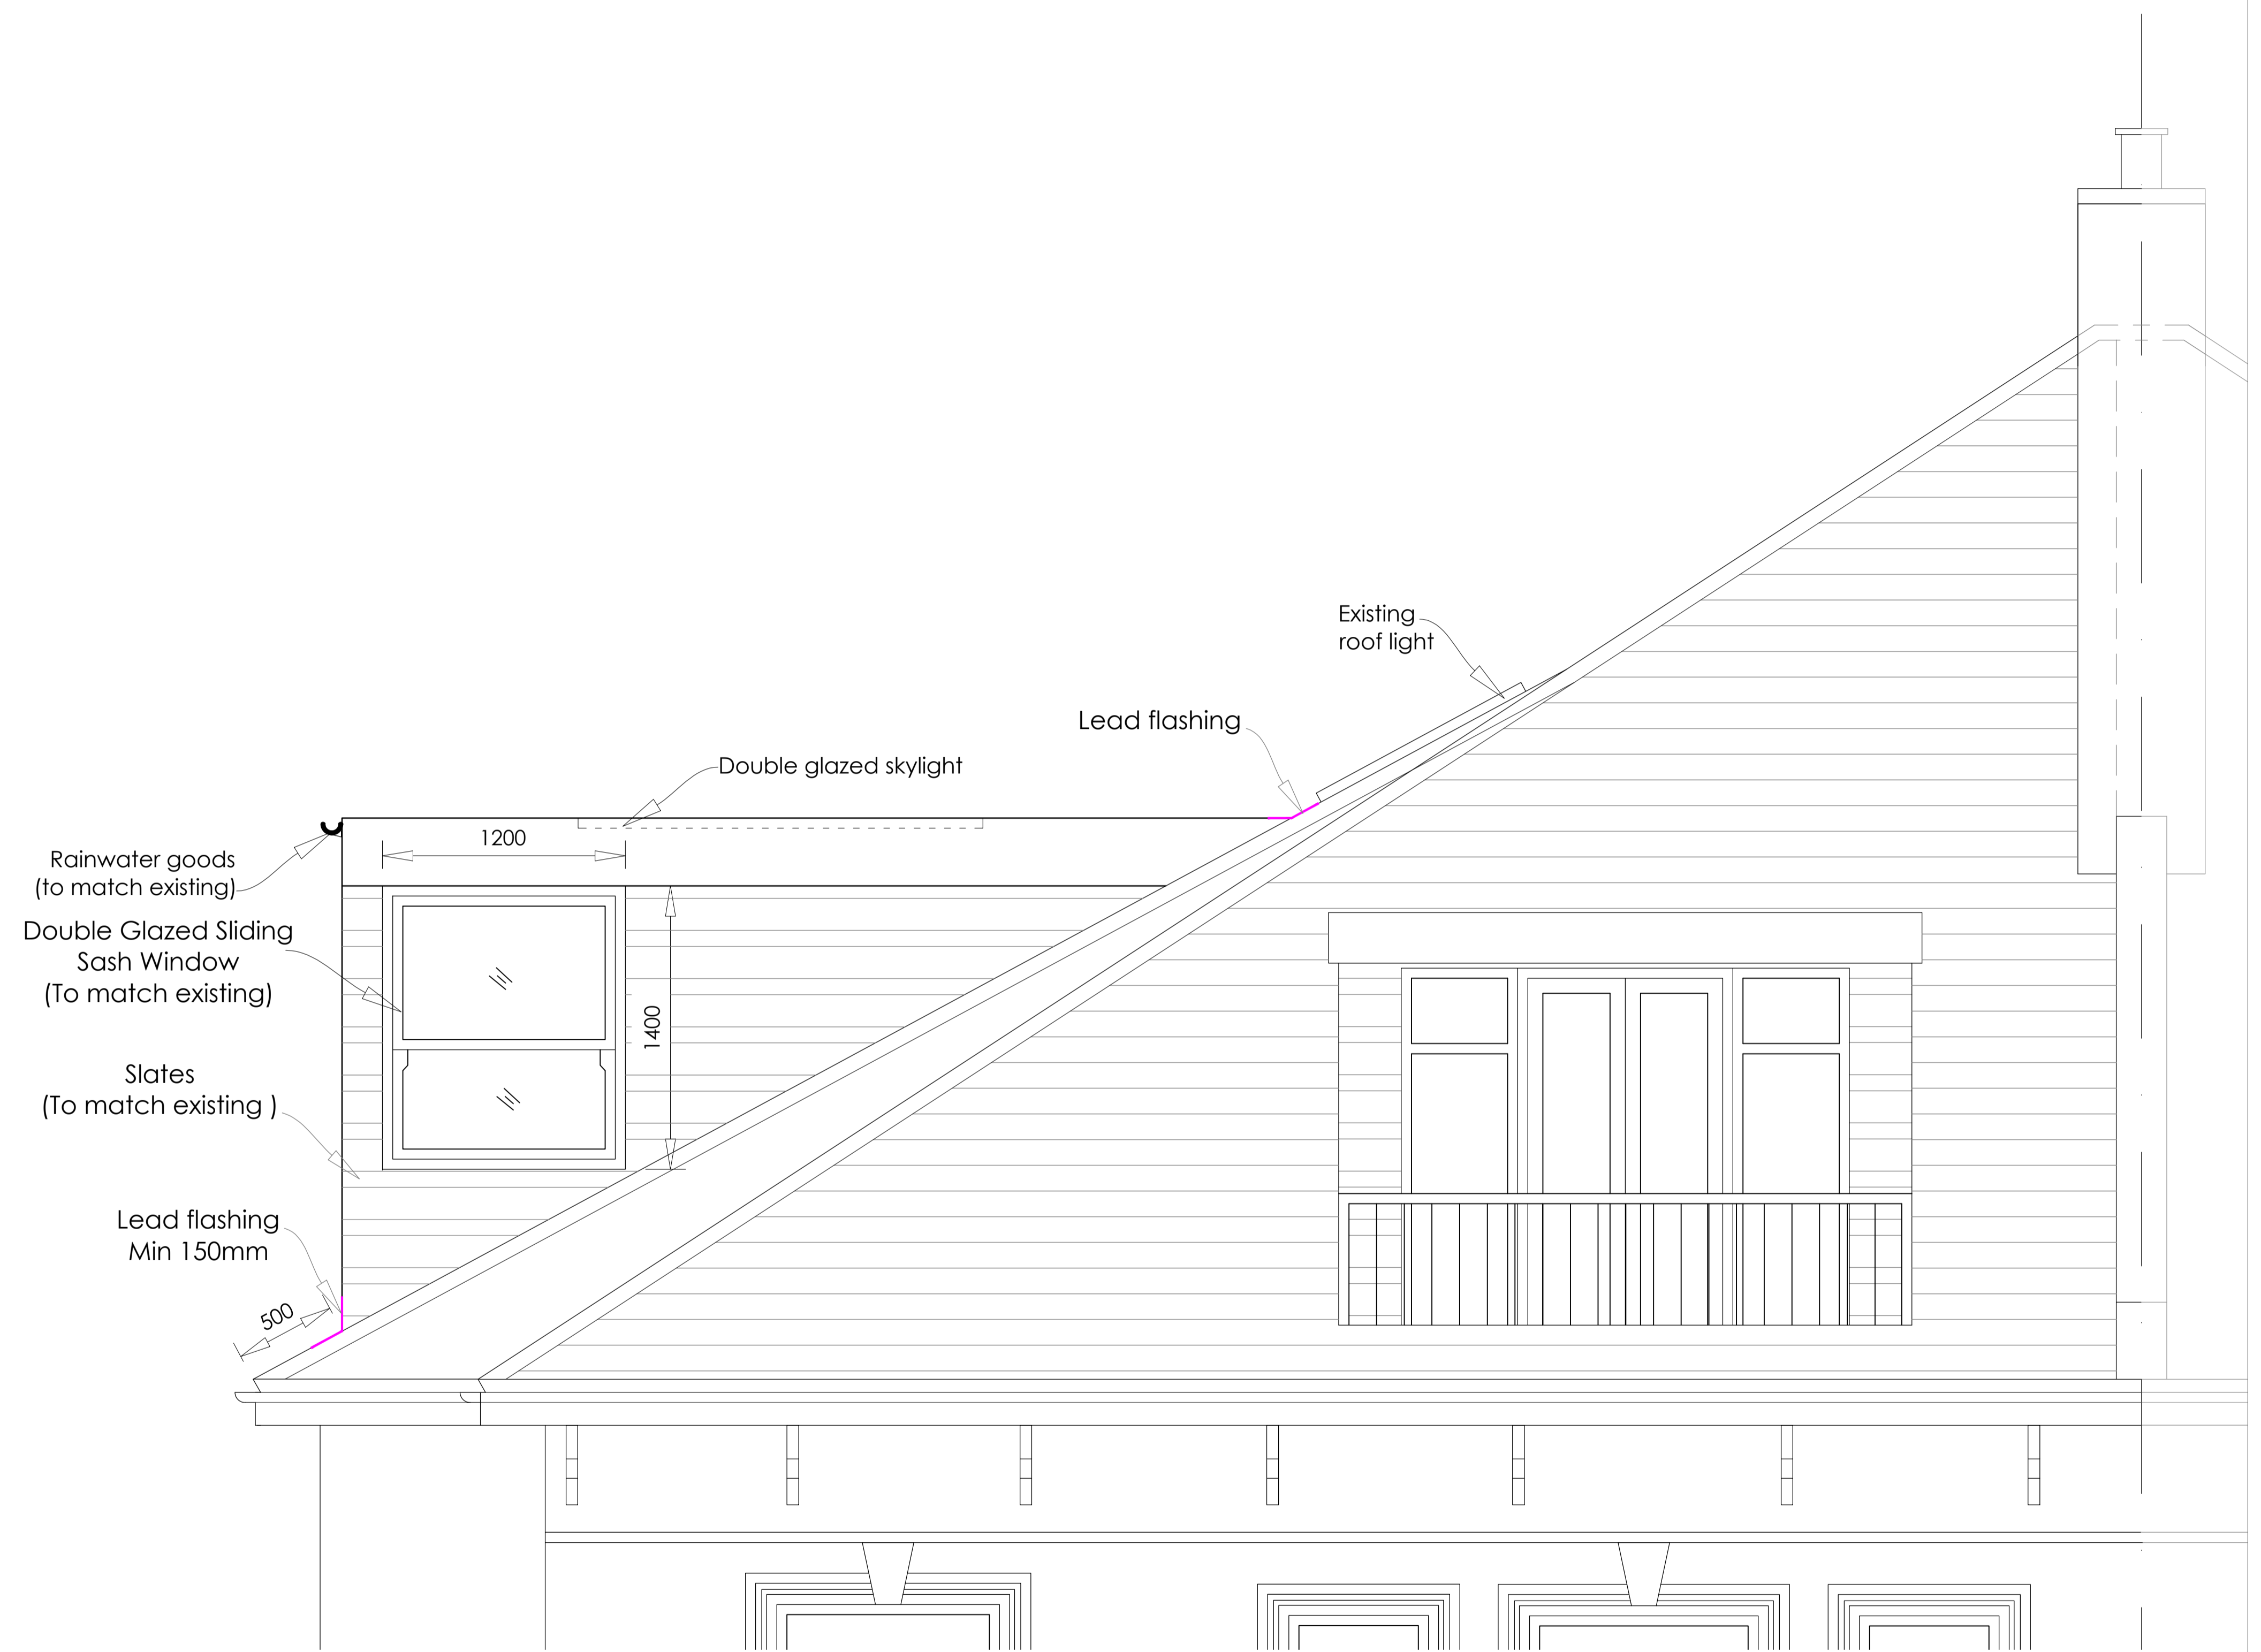 Existing
roof light
Lead flashing
Double glazed skylight
1200
Rainwater goods
(to match existing)
Double Glazed Sliding
Sash Window
(To match existing)
1400
Slates
(To match existing )
Lead flashing
Min 150mm
500